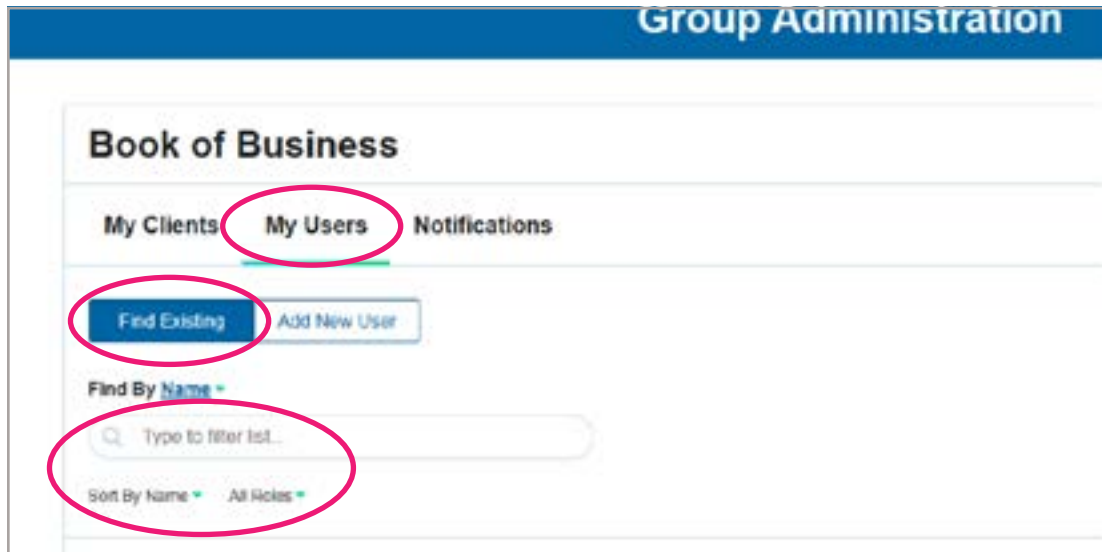 Group Administration
Book of Business
My Clients My Users Notifications
Find Existing Add New User
Find By Name
Type to filter list...
Sort By Name All Roles